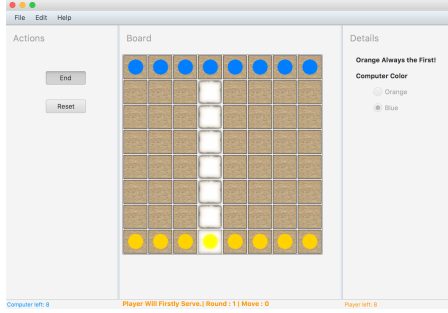 File Edit Help
Actions
Board
Details
End
Reset
Orange Always the First!
Computer Color
Orange
Blue
Computer left: 8
Player Will Firstly Serve.| Round : 1 | Move : 0
Player left: 8